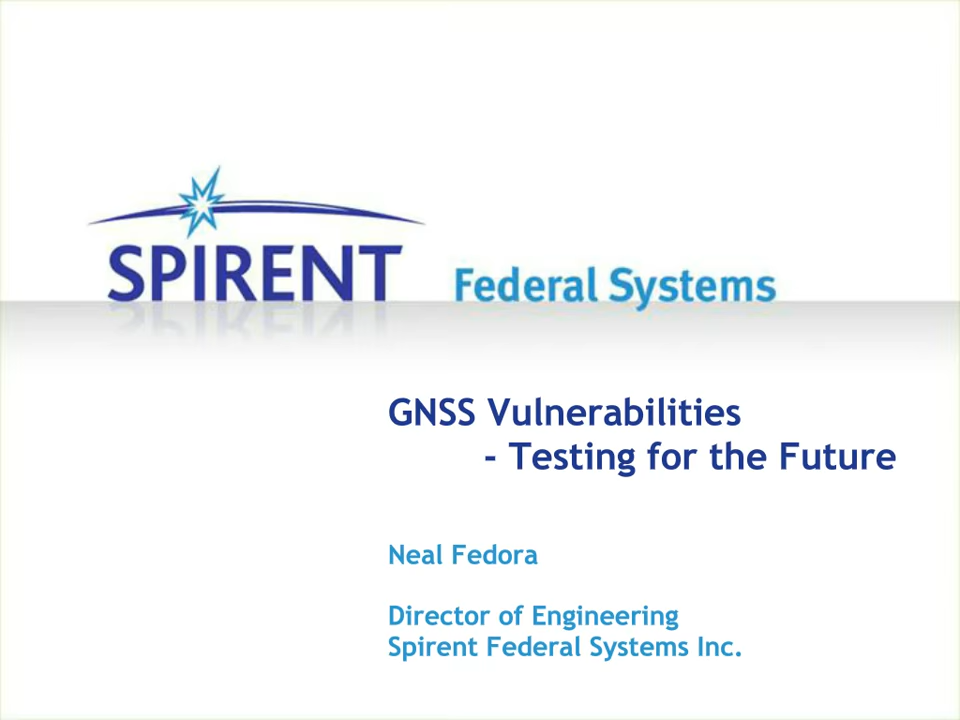 SPIRENT Federal Systems
GNSS Vulnerabilities
- Testing for the Future
Neal Fedora
Director of Engineering
Spirent Federal Systems Inc.